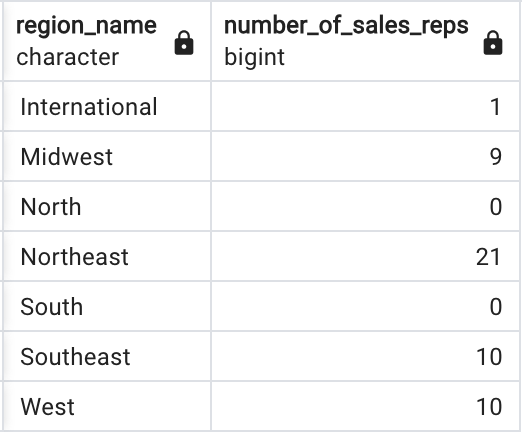 region_name number_of_sales_reps
character bigint
International 1
Midwest 9
North 0
Northeast 21
South 0
Southeast 10
West 10